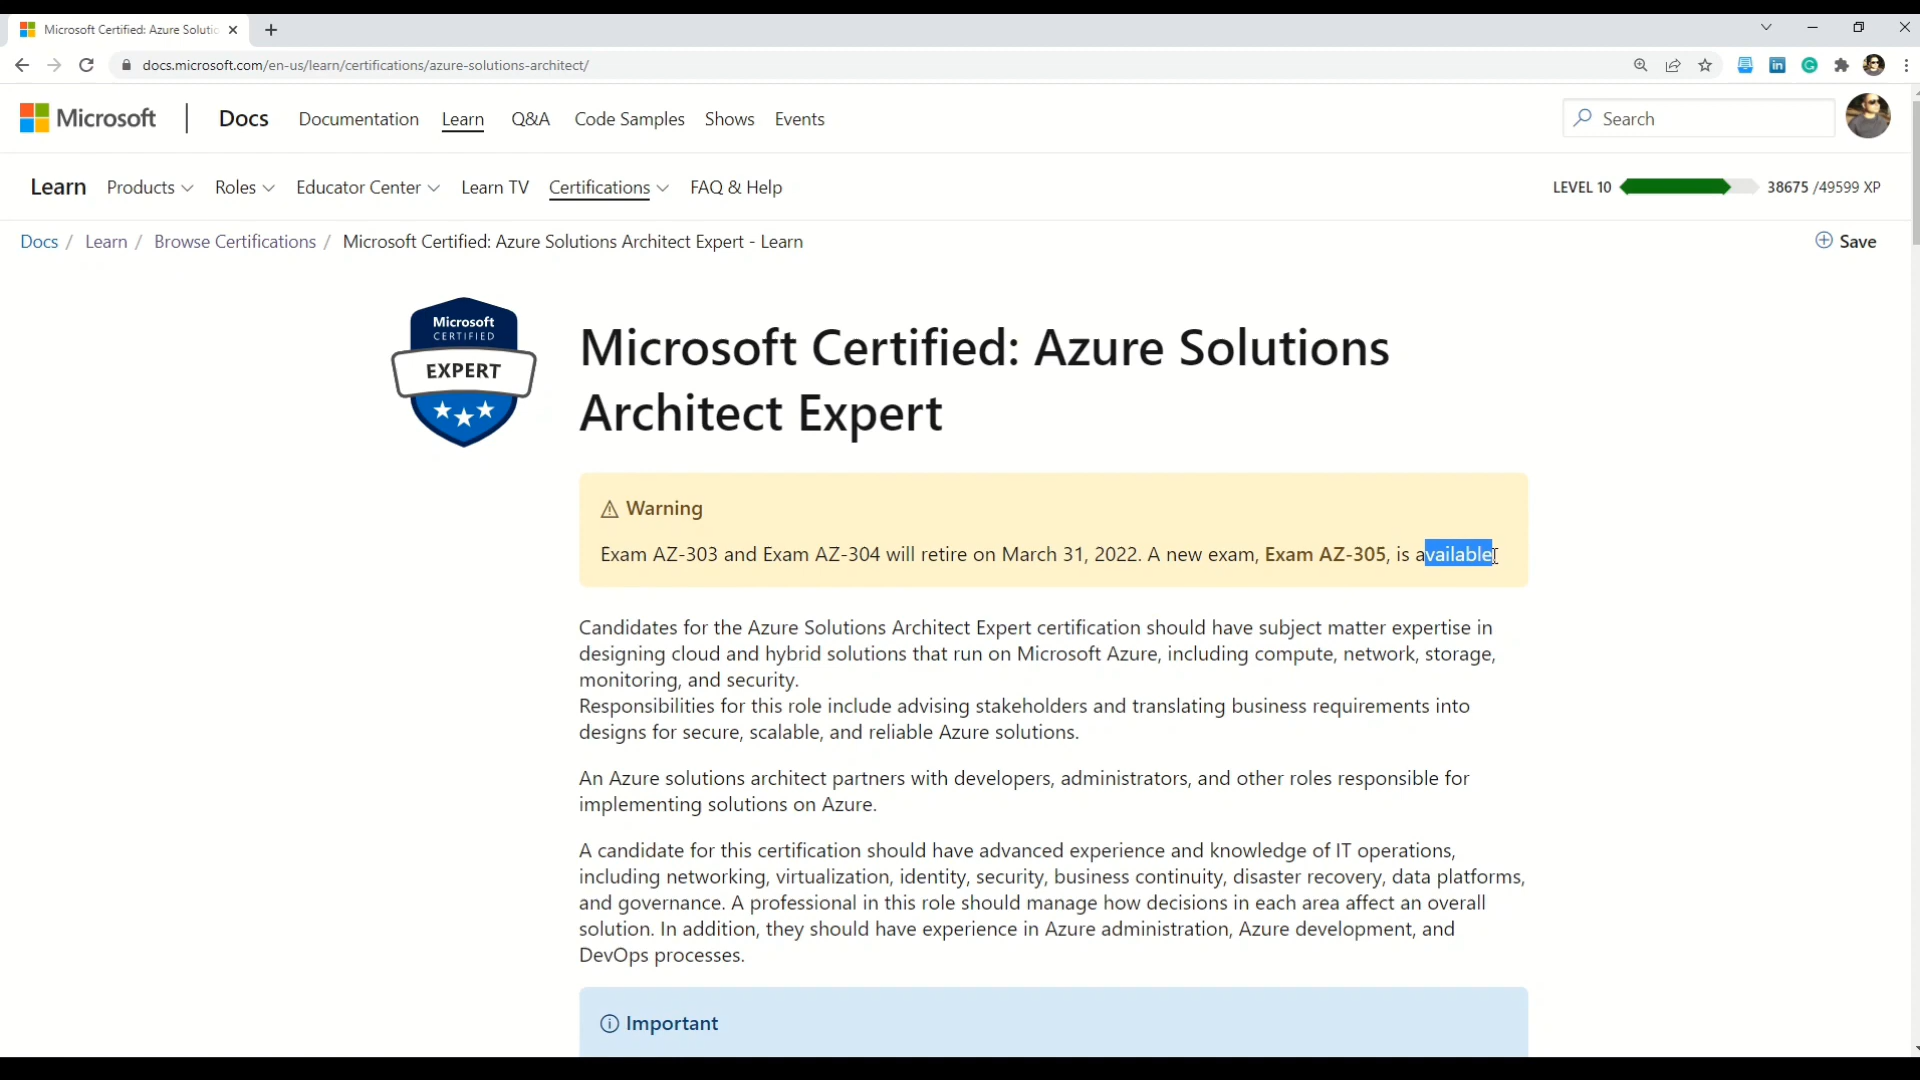 Microsoft Certified: Azure Soluti
docs.microsoft.com/en-us/learn/certifications/azure-solutions-architect/
Microsoft Docs Documentation Learn Q&A Code Samples Shows Events Search
Learn Products Roles Educator Center Learn TV Certifications FAQ & Help LEVEL 10 38675 /49599 XP
Docs / Learn / Browse Certifications / Microsoft Certified: Azure Solutions Architect Expert - Learn Save
Microsoft
CERTIFIED
EXPERT
Microsoft Certified: Azure Solutions
Architect Expert
Warning
Exam AZ-303 and Exam AZ-304 will retire on March 31, 2022. A new exam, Exam AZ-305, is available.
Candidates for the Azure Solutions Architect Expert certification should have subject matter expertise in
designing cloud and hybrid solutions that run on Microsoft Azure, including compute, network, storage,
monitoring, and security.
Responsibilities for this role include advising stakeholders and translating business requirements into
designs for secure, scalable, and reliable Azure solutions.
An Azure solutions architect partners with developers, administrators, and other roles responsible for
implementing solutions on Azure.
A candidate for this certification should have advanced experience and knowledge of IT operations,
including networking, virtualization, identity, security, business continuity, disaster recovery, data platforms,
and governance. A professional in this role should manage how decisions in each area affect an overall
solution. In addition, they should have experience in Azure administration, Azure development, and
DevOps processes.
Important